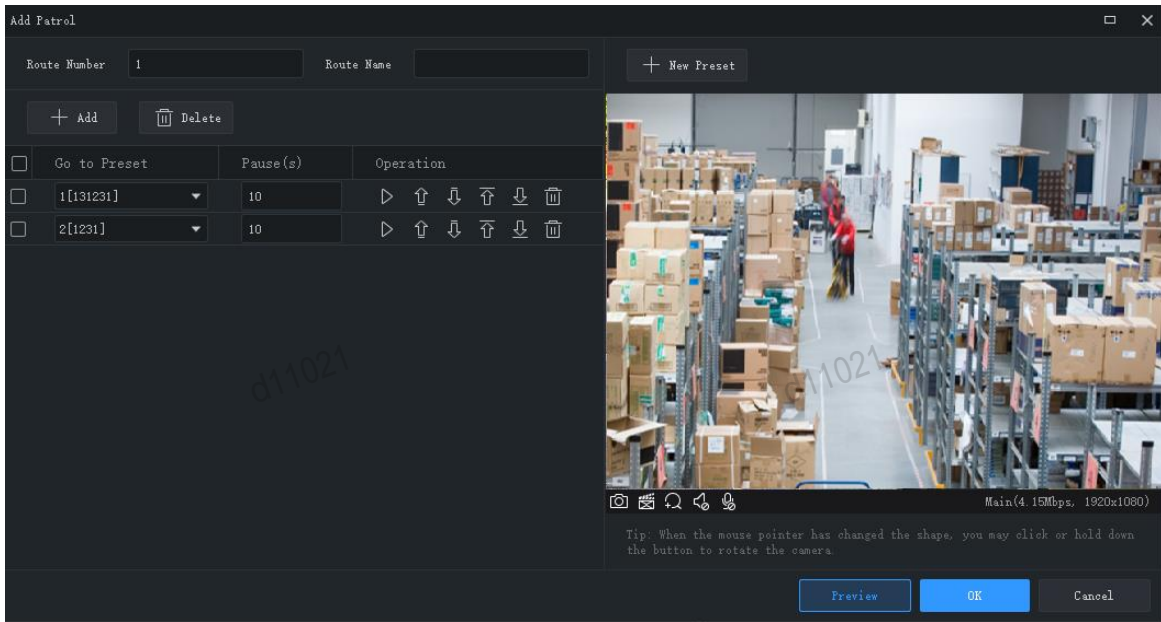 Add Patrol
Route Number 1 Route Name
New Preset
Add Delete
Go to Preset Pause(s) Operation
1[131231] 10
2[1231] 10
d11021
d11021
Main(4.15Mbps, 1920x1080)
Tip: When the mouse pointer has changed the shape, you may click or hold down
the button to rotate the camera.
Preview OK Cancel